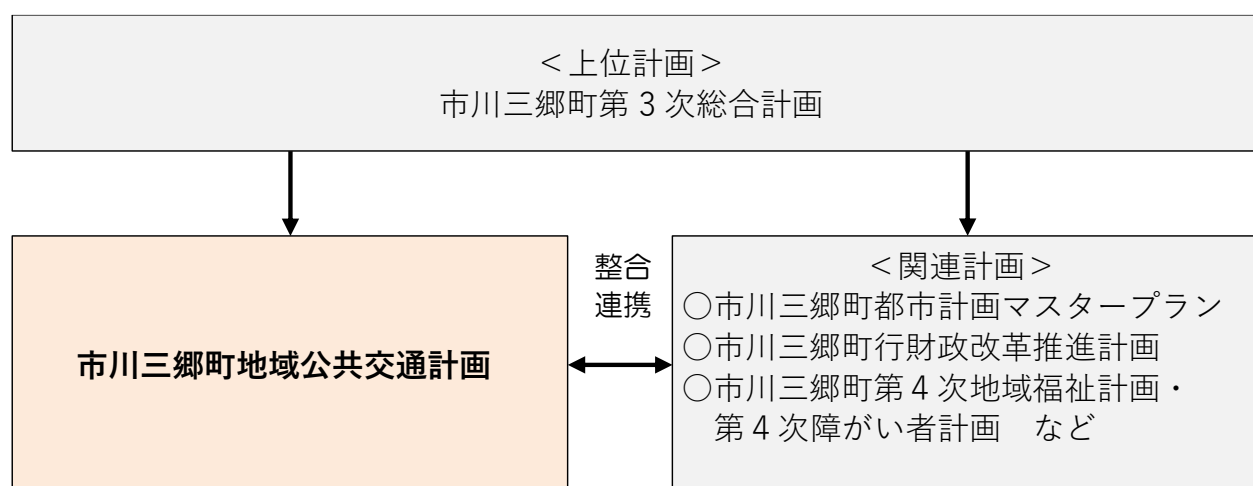 ＜上位計画＞
市川三郷町第３次総合計画
市川三郷町地域公共交通計画
整合
連携
＜関連計画＞
○市川三郷町都市計画マスタープラン
○市川三郷町行財政改革推進計画
○市川三郷町第４次地域福祉計画・
第４次障がい者計画　など